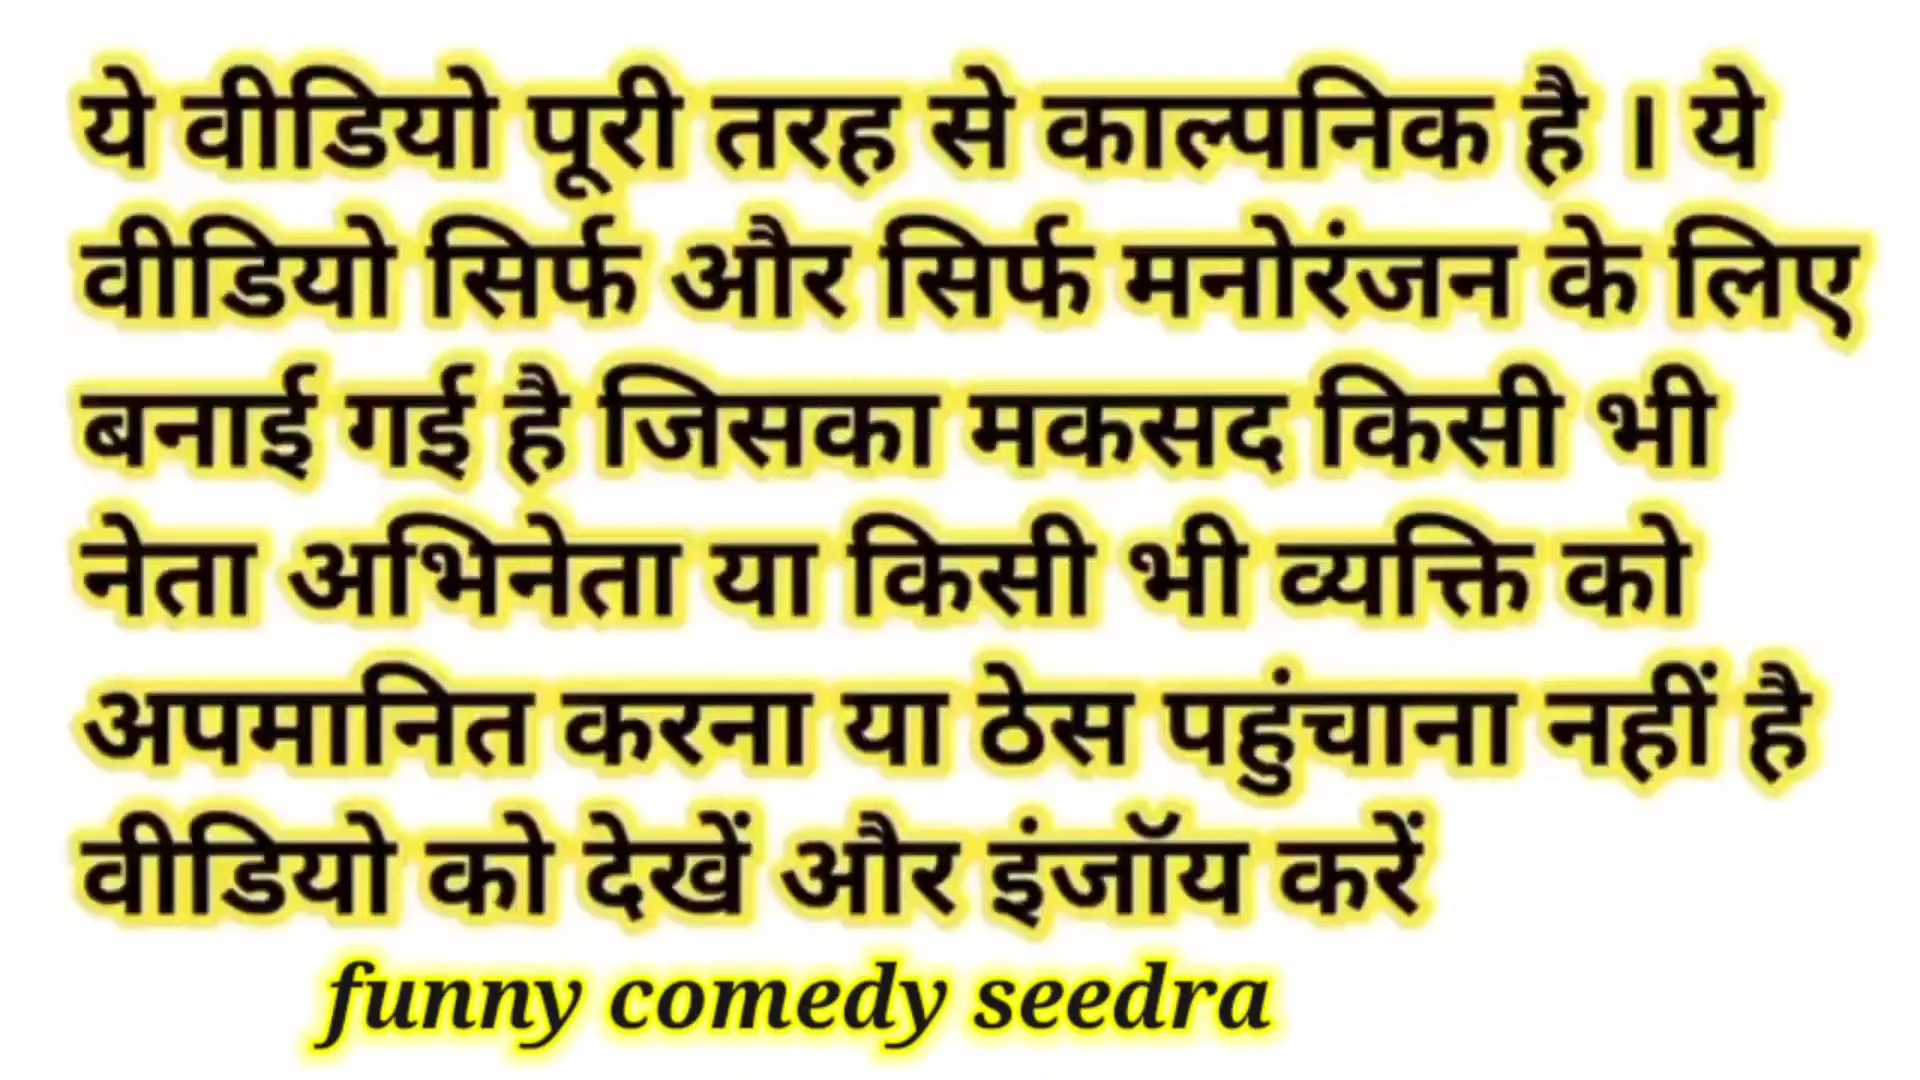 ये वीडियो पूरी तरह से काल्पनिक है । ये
वीडियो सिर्फ और सिर्फ मनोरंजन के लिए
बनाई गई है जिसका मकसद किसी भी
नेता अभिनेता या किसी भी व्यक्ति को
अपमानित करना या ठेस पहुंचाना नहीं है
वीडियो को देखें और इंजॉय करें
funny comedy seedra